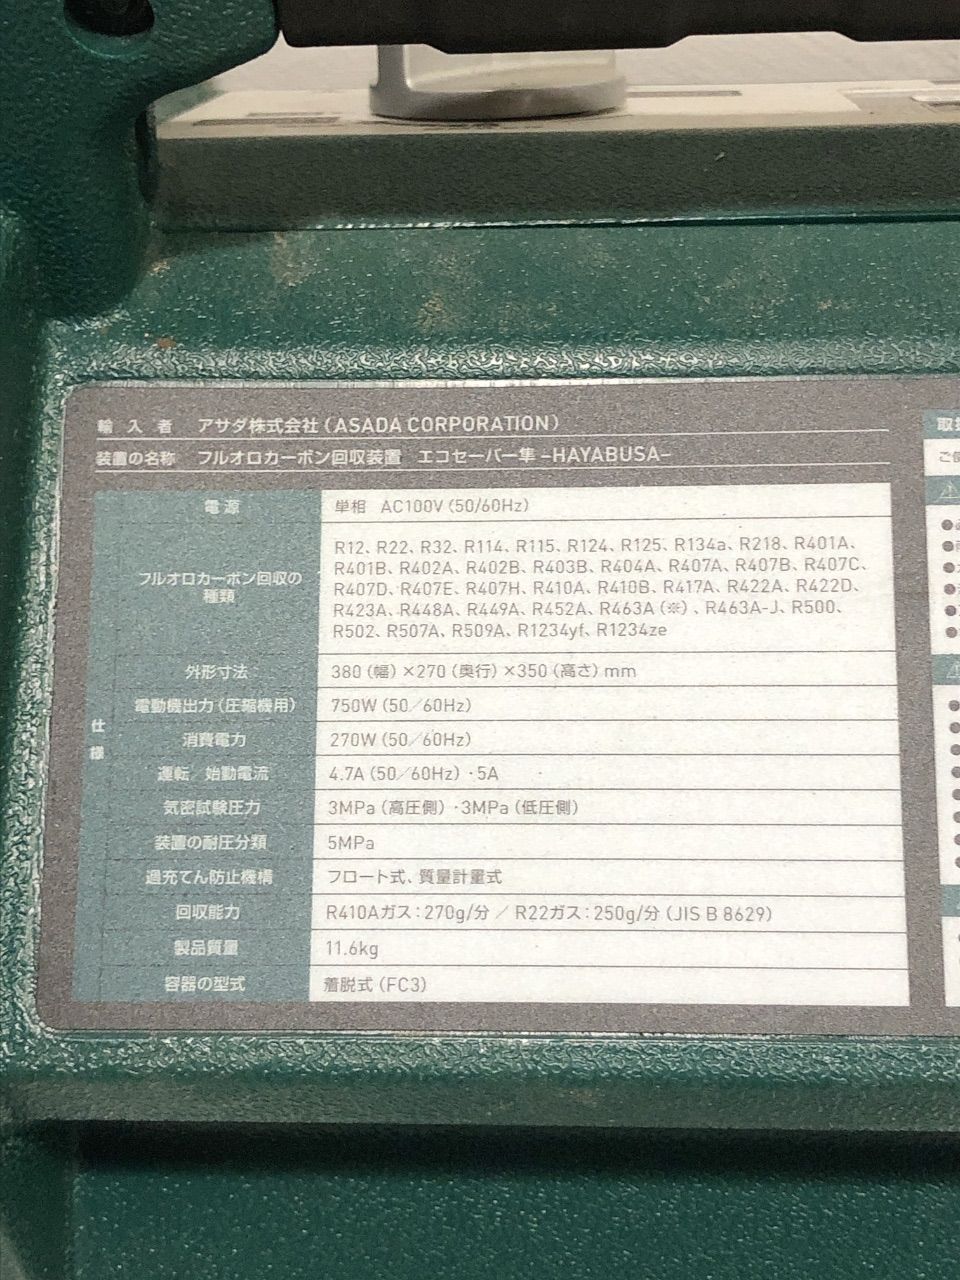 輸入者 アサダ株式会社(ASADA CORPORATION)
装置の名称 フルオロカーボン回収装置 エコセーバー隼 -HAYABUSA-
仕様
電源 単相 AC100V(50/60Hz)
フルオロカーボン回収の
種類
R12、R22、R32、R114、R115、R124、R125、R134a、R218、R401A、
R401B、R402A、R402B、R403B、R404A、R407A、R407B、R407C、
R407D、R407E、R407H、R410A、R410B、R417A、R422A、R422D、
R423A、R448A、R449A、R452A、R463A(※)、R463A-J、R500、
R502、R507A、R509A、R1234yf、R1234ze
外形寸法 380(幅)×270(奥行)×350(高さ)mm
電動機出力(圧縮機用) 750W(50/60Hz)
消費電力 270W(50/60Hz)
運転/始動電流 4.7A(50/60Hz)・5A
気密試験圧力 3MPa(高圧側)・3MPa(低圧側)
装置の耐圧分類 5MPa
過充てん防止機構 フロート式、質量計量式
回収能力 R410Aガス:270g/分 / R22ガス:250g/分(JIS B 8629)
製品質量 11.6kg
容器の型式 着脱式(FC3)